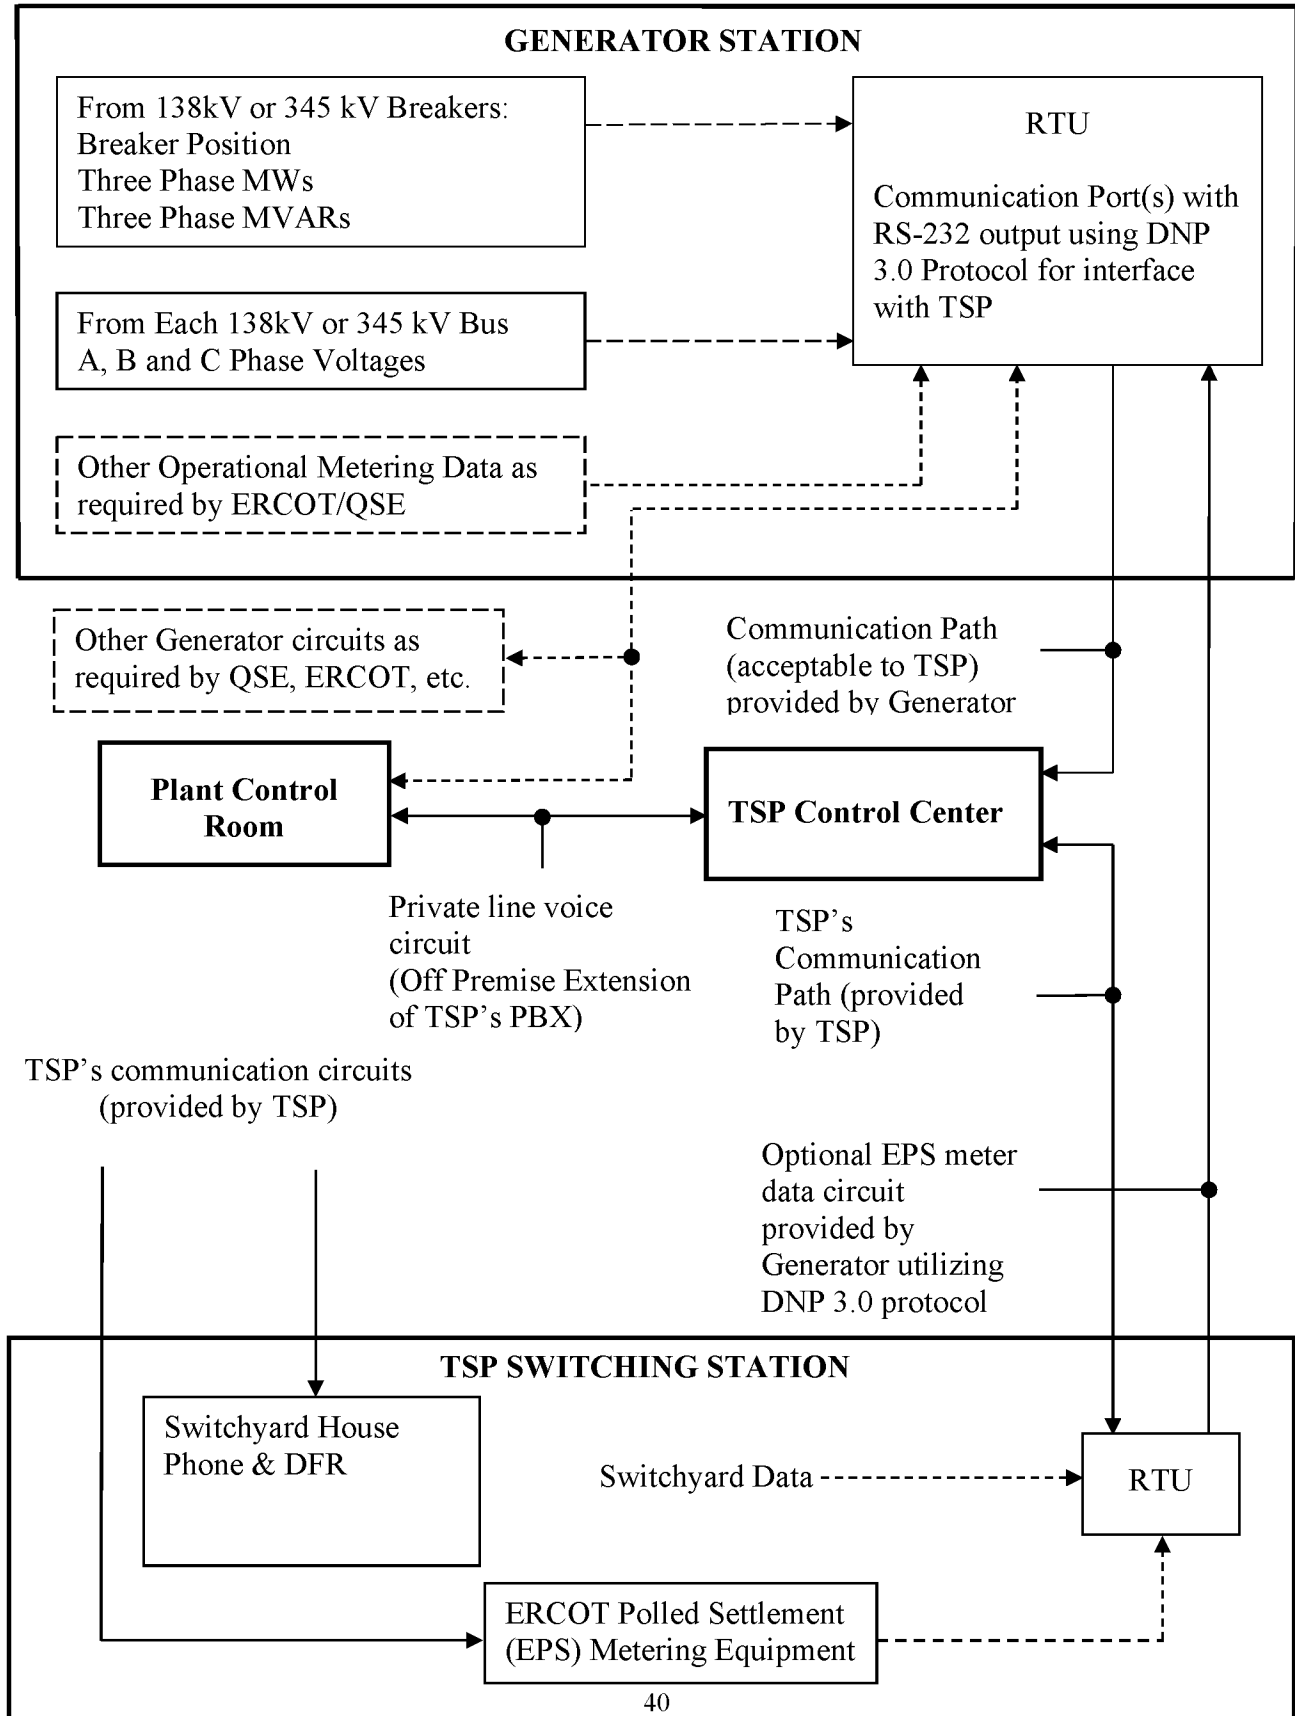 GENERATOR STATION
From 138kV or 345 kV Breakers:
Breaker Position
Three Phase MWs
Three Phase MVARs
RTU
Communication Port(s) with
RS-232 output using DNP
3.0 Protocol for interface
with TSP
From Each 138kV or 345 kV Bus
A, B and C Phase Voltages
Other Operational Metering Data as
required by ERCOT/QSE
Other Generator circuits as
required by QSE, ERCOT, etc.
Communication Path
(acceptable to TSP)
provided by Generator
Plant Control
Room
TSP Control Center
Private line voice
circuit
(Off Premise Extension
of TSP's PBX)
TSP's
Communication
Path (provided
by TSP)
TSP's communication circuits
(provided by TSP)
Optional EPS meter
data circuit
provided by
Generator utilizing
DNP 3.0 protocol
TSP SWITCHING STATION
Switchyard House
Phone & DFR
Switchyard Data
RTU
ERCOT Polled Settlement
(EPS) Metering Equipment
40